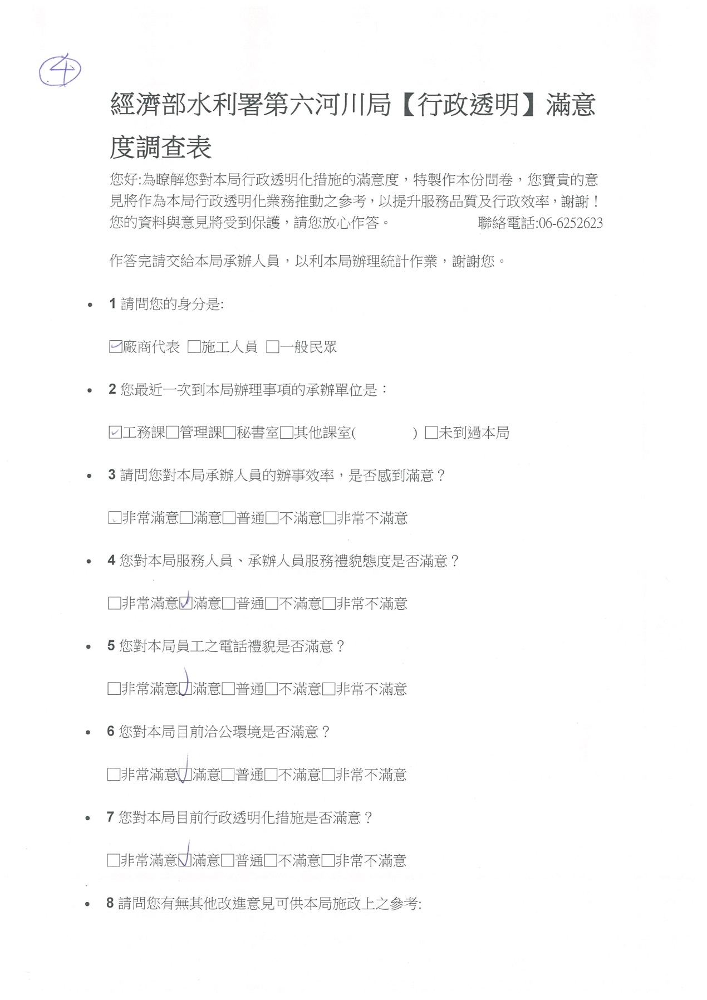 ④
經濟部水利署第六河川局【行政透明】滿意
度調查表
您好:為瞭解您對本局行政透明化措施的滿意度，特製作本份問卷，您寶貴的意
見將作為本局行政透明化業務推動之參考，以提升服務品質及行政效率，謝謝！
您的資料與意見將受到保護，請您放心作答。 聯絡電話:06-6252623
作答完請交給本局承辦人員，以利本局辦理統計作業，謝謝您。
• 1 請問您的身分是:
☑廠商代表 □施工人員 □一般民眾
• 2 您最近一次到本局辦理事項的承辦單位是：
☑工務課□管理課□秘書室□其他課室( ) □未到過本局
• 3 請問您對本局承辦人員的辦事效率，是否感到滿意？
☑非常滿意□滿意□普通□不滿意□非常不滿意
• 4 您對本局服務人員、承辦人員服務禮貌態度是否滿意？
□非常滿意☑滿意□普通□不滿意□非常不滿意
• 5 您對本局員工之電話禮貌是否滿意？
□非常滿意☑滿意□普通□不滿意□非常不滿意
• 6 您對本局目前洽公環境是否滿意？
□非常滿意☑滿意□普通□不滿意□非常不滿意
• 7 您對本局目前行政透明化措施是否滿意？
□非常滿意☑滿意□普通□不滿意□非常不滿意
• 8 請問您有無其他改進意見可供本局施政上之參考: